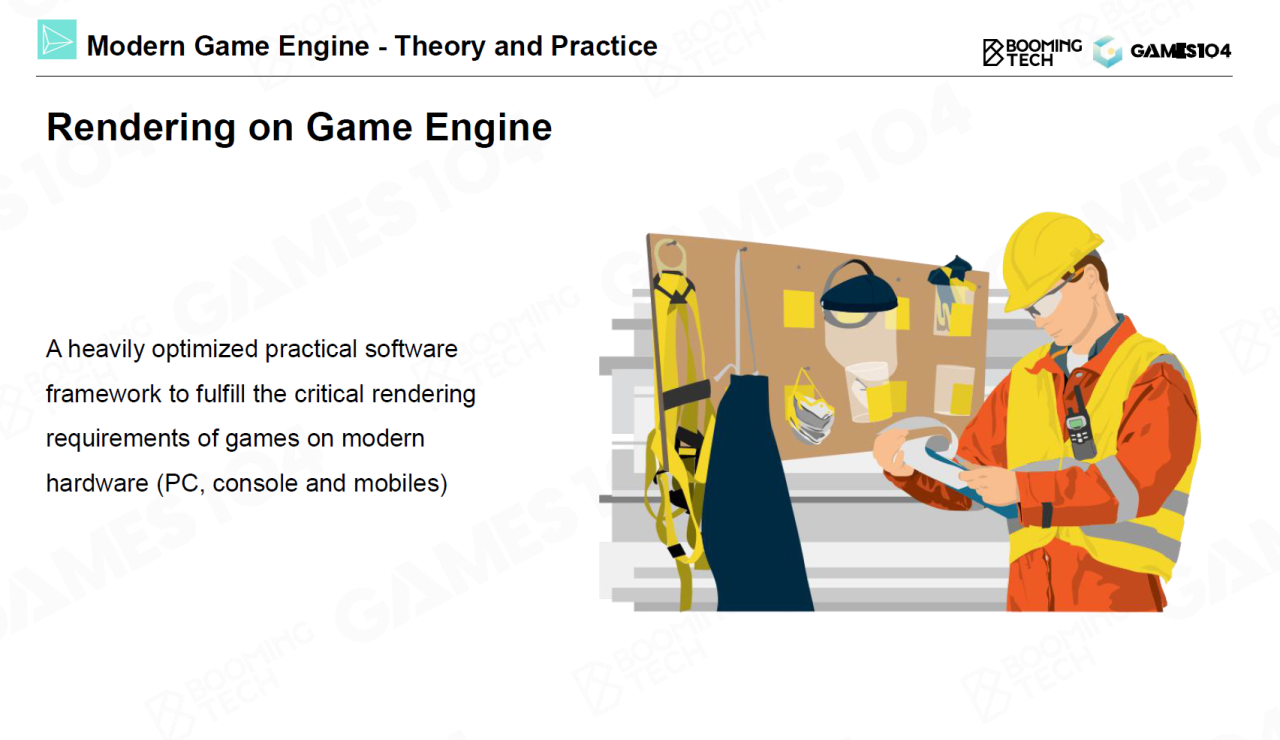 Modern Game Engine - Theory and Practice
BOOMING
TECH
GAMES104
Rendering on Game Engine
A heavily optimized practical software
framework to fulfill the critical rendering
requirements of games on modern
hardware (PC, console and mobiles)